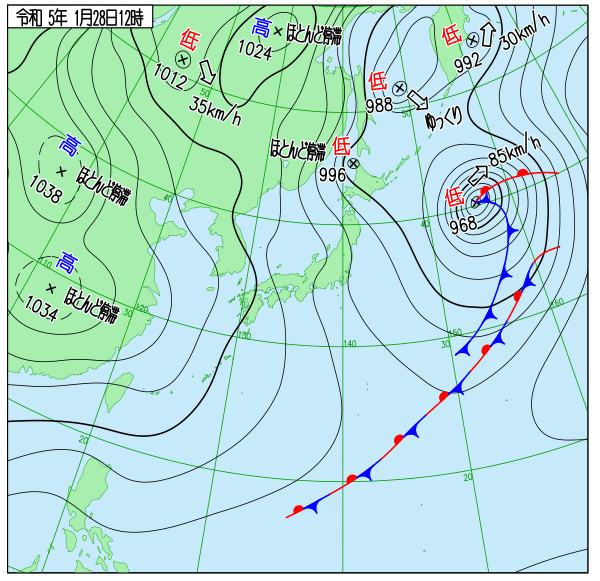 令和 5年 1月28日12時
低
1012
35km/h
高
1024
ほとんど停滞
低
988
ゆっくり
低
992
30km/h
ほとんど停滞
低
996
低
968
85km/h
高
1038
ほとんど停滞
高
1034
ほとんど停滞
50
50
40
40
30
30
20
20
110
120
130
140
150
160